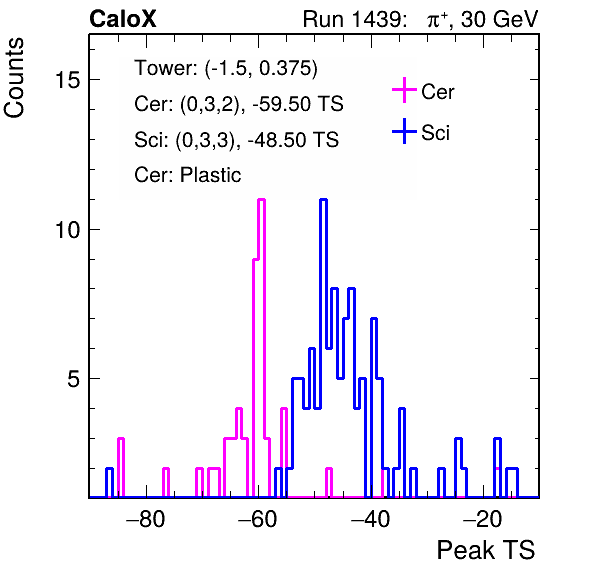 CaloX Run 1439: π⁺, 30 GeV
Counts
Tower: (-1.5, 0.375)
Cer: (0,3,2), -59.50 TS
Sci: (0,3,3), -48.50 TS
Cer: Plastic
Cer
Sci
15
10
5
−80 −60 −40 −20
Peak TS